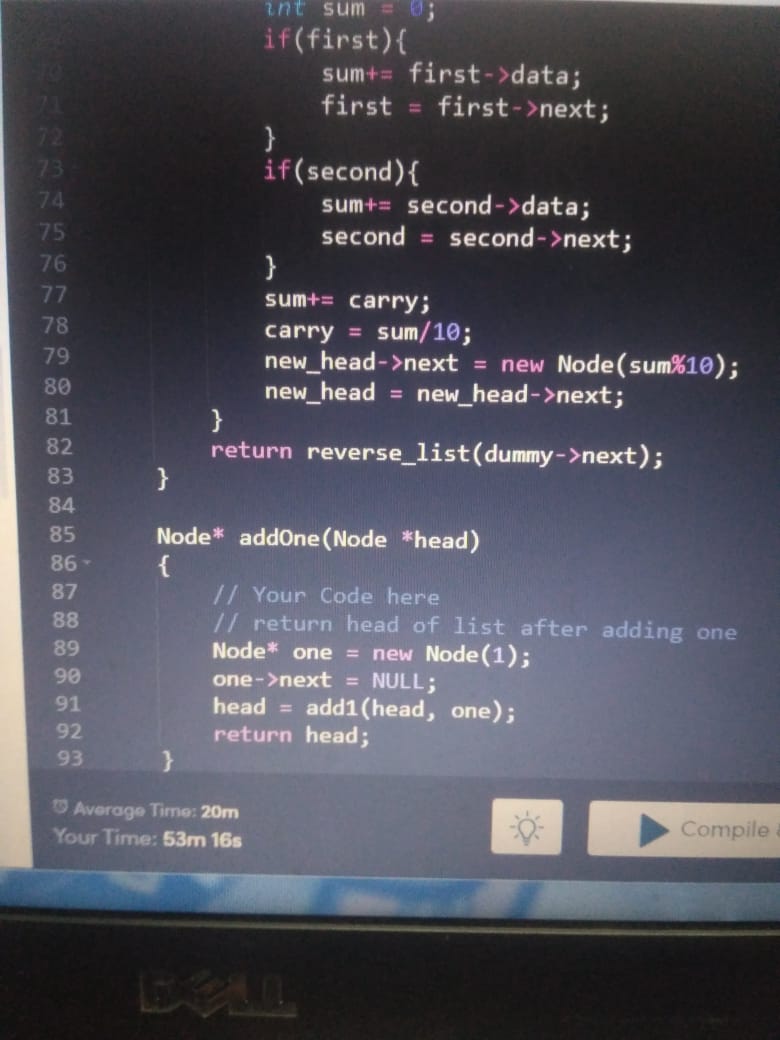 int sum = 0;
if(first){
70 sum+= first->data;
71 first = first->next;
72 }
73 if(second){
74 sum+= second->data;
75 second = second->next;
76 }
77 sum+= carry;
78 carry = sum/10;
79 new_head->next = new Node(sum%10);
80 new_head = new_head->next;
81 }
82 return reverse_list(dummy->next);
83 }
84
85 Node* addOne(Node *head)
86 {
87 // Your Code here
88 // return head of list after adding one
89 Node* one = new Node(1);
90 one->next = NULL;
91 head = add1(head, one);
92 return head;
93 }
Average Time: 20m
Your Time: 53m 16s
Compile &
DELL